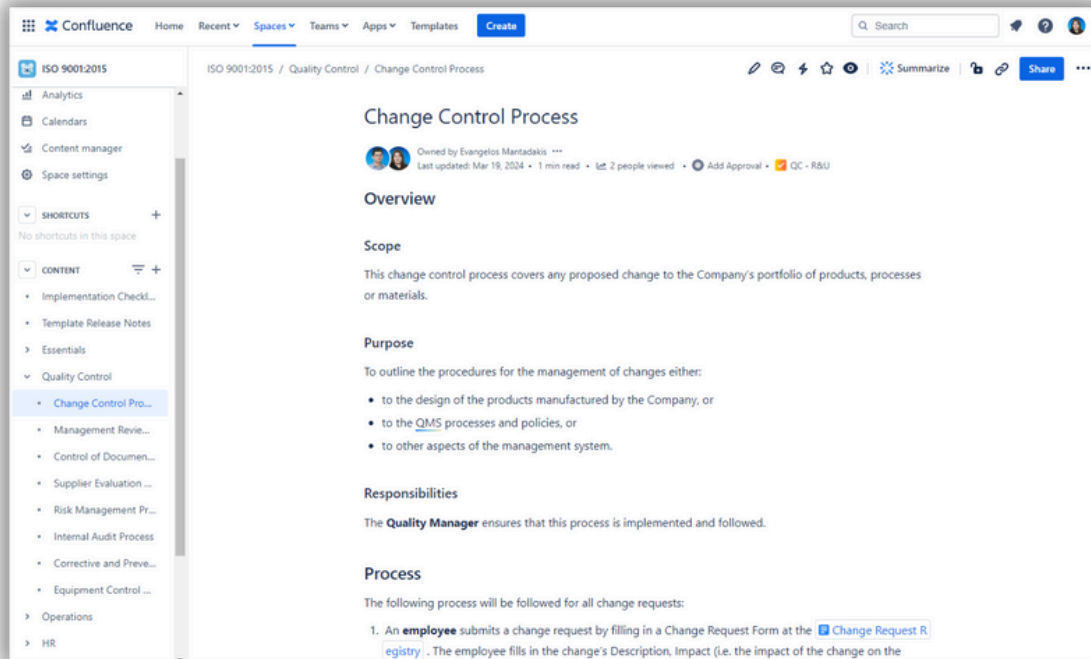 Confluence Home Recent Spaces Teams Apps Templates Create Search
ISO 9001:2015
Analytics
Calendars
Content manager
Space settings
SHORTCUTS
No shortcuts in this space
CONTENT
Implementation Checkl...
Template Release Notes
Essentials
Quality Control
Change Control Pro...
Management Revie...
Control of Documen...
Supplier Evaluation ...
Risk Management Pr...
Internal Audit Process
Corrective and Preve...
Equipment Control ...
Operations
HR
ISO 9001:2015 / Quality Control / Change Control Process Summarize Share
Change Control Process
Owned by Evangelos Mantadakis
Last updated: Mar 19, 2024 • 1 min read • 2 people viewed • Add Approval • QC - R&U
Overview
Scope
This change control process covers any proposed change to the Company's portfolio of products, processes
or materials.
Purpose
To outline the procedures for the management of changes either:
• to the design of the products manufactured by the Company, or
• to the QMS processes and policies, or
• to other aspects of the management system.
Responsibilities
The Quality Manager ensures that this process is implemented and followed.
Process
The following process will be followed for all change requests:
1. An employee submits a change request by filling in a Change Request Form at the Change Request R
egistry . The employee fills in the change's Description, Impact (i.e. the impact of the change on the